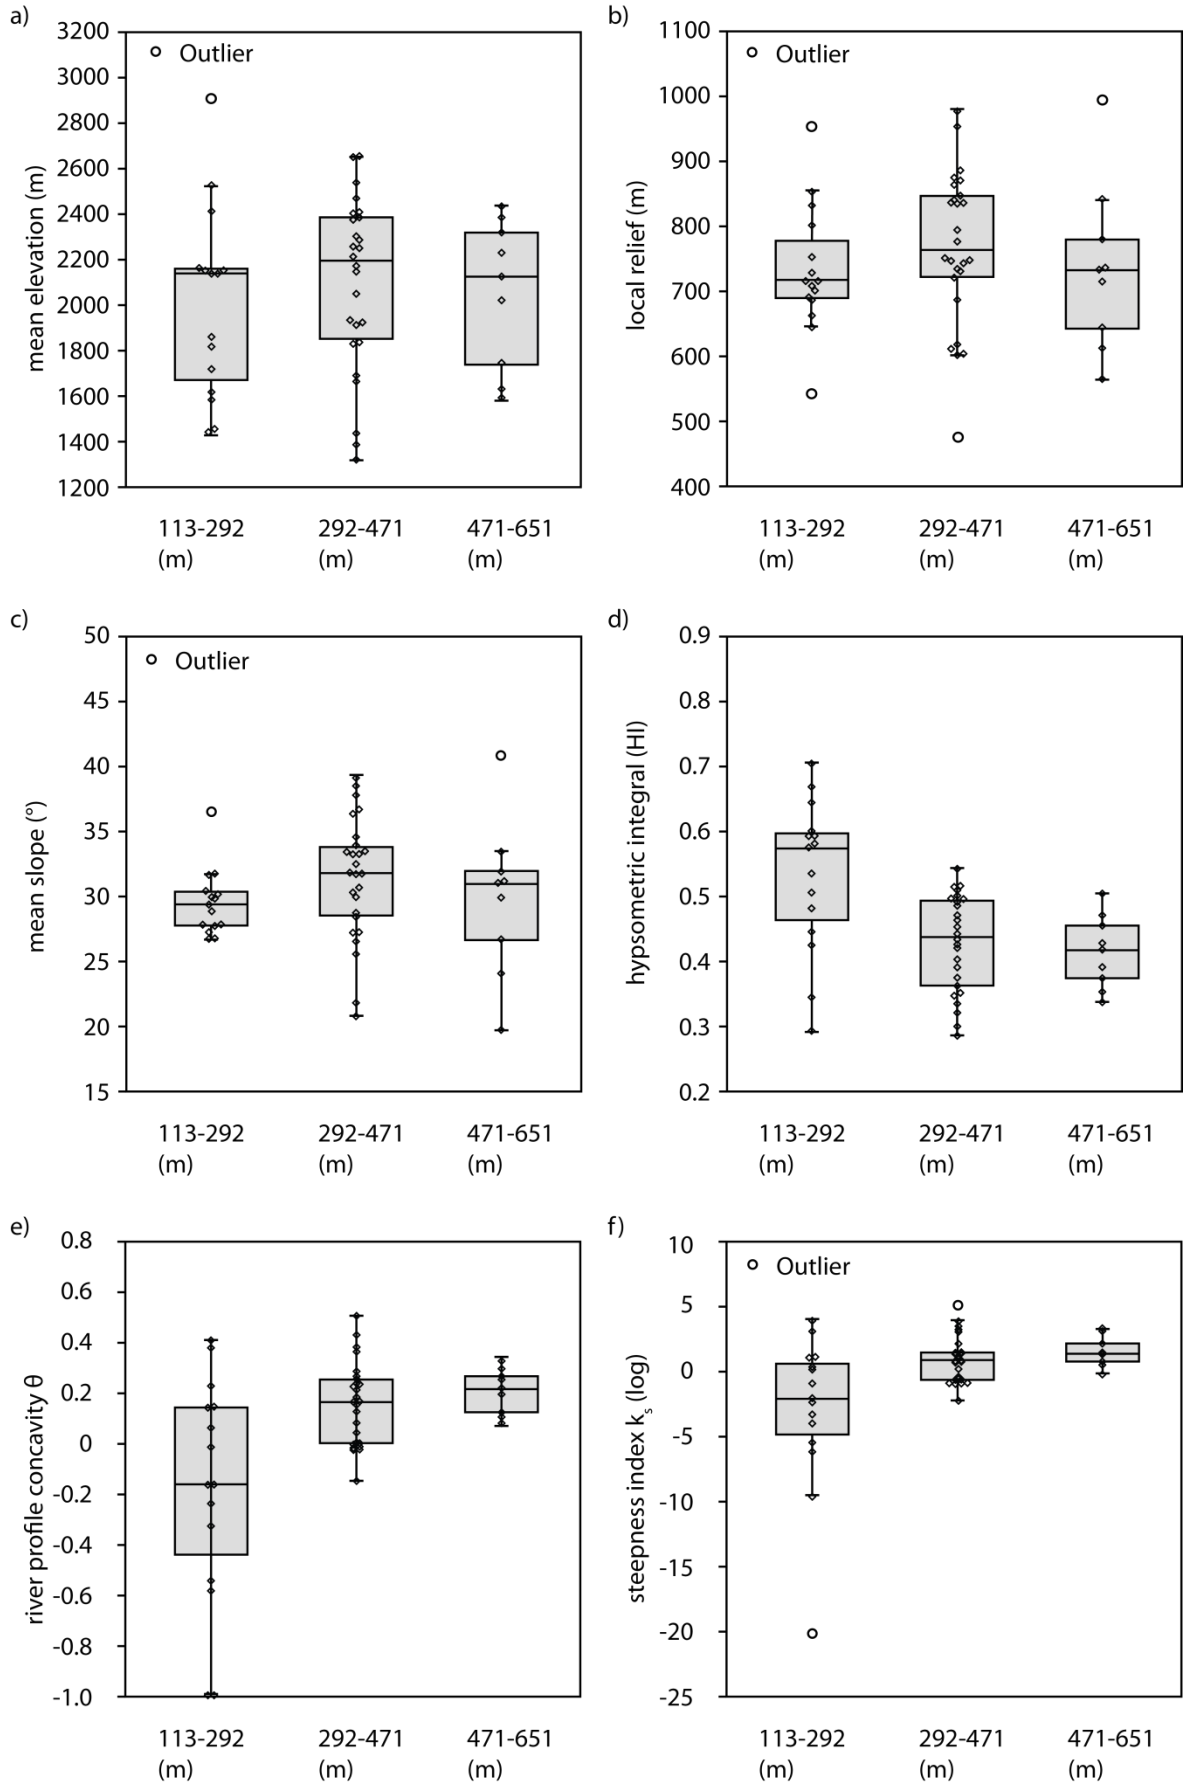 a)
3200
Outlier
3000
2800
2600
2400
2200
2000
1800
1600
1400
1200
mean elevation (m)
113-292
(m)
292-471
(m)
471-651
(m)
b)
1100
Outlier
1000
900
800
700
600
500
400
local relief (m)
113-292
(m)
292-471
(m)
471-651
(m)
c)
50
Outlier
45
40
35
30
25
20
15
mean slope (°)
113-292
(m)
292-471
(m)
471-651
(m)
d)
0.9
0.8
0.7
0.6
0.5
0.4
0.3
0.2
hypsometric integral (HI)
113-292
(m)
292-471
(m)
471-651
(m)
e)
0.8
0.6
0.4
0.2
0
-0.2
-0.4
-0.6
-0.8
-1.0
river profile concavity θ
113-292
(m)
292-471
(m)
471-651
(m)
f)
10
Outlier
5
0
-5
-10
-15
-20
-25
steepness index kₛ (log)
113-292
(m)
292-471
(m)
471-651
(m)